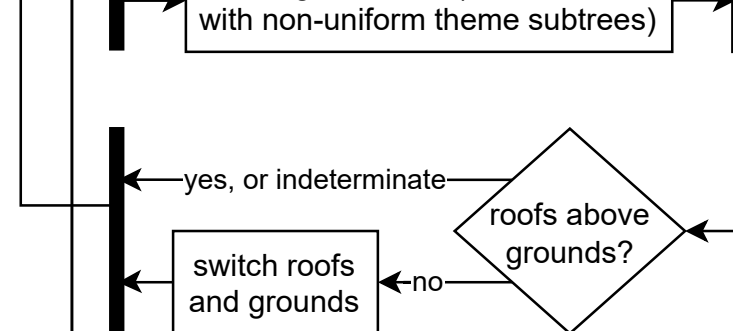 with non-uniform theme subtrees)
yes, or indeterminate
roofs above
grounds?
switch roofs
and grounds
no